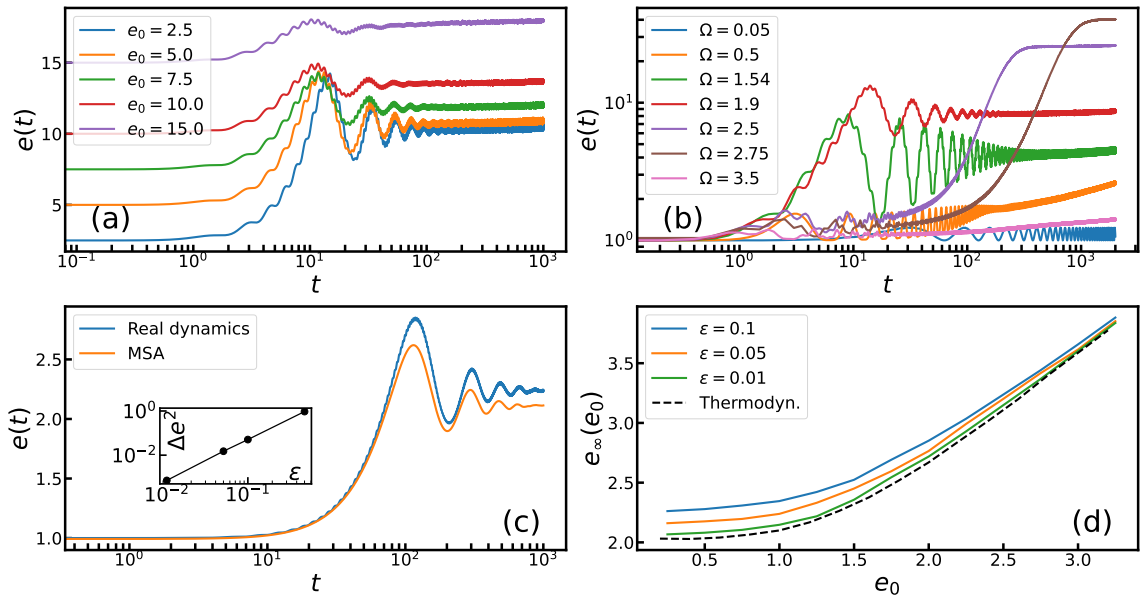 e(t)
15
10
5
e₀ = 2.5
e₀ = 5.0
e₀ = 7.5
e₀ = 10.0
e₀ = 15.0
(a)
10⁻¹ 10⁰ 10¹ 10² 10³
t
e(t)
10¹
10⁰
Ω = 0.05
Ω = 0.5
Ω = 1.54
Ω = 1.9
Ω = 2.5
Ω = 2.75
Ω = 3.5
(b)
10⁰ 10¹ 10² 10³
t
e(t)
2.5
2.0
1.5
1.0
Real dynamics
MSA
10⁰
10⁻²
Δe²
ε
10⁻² 10⁻¹
(c)
10⁰ 10¹ 10² 10³
t
e∞(e₀)
3.5
3.0
2.5
2.0
ε = 0.1
ε = 0.05
ε = 0.01
Thermodyn.
(d)
0.5 1.0 1.5 2.0 2.5 3.0
e₀